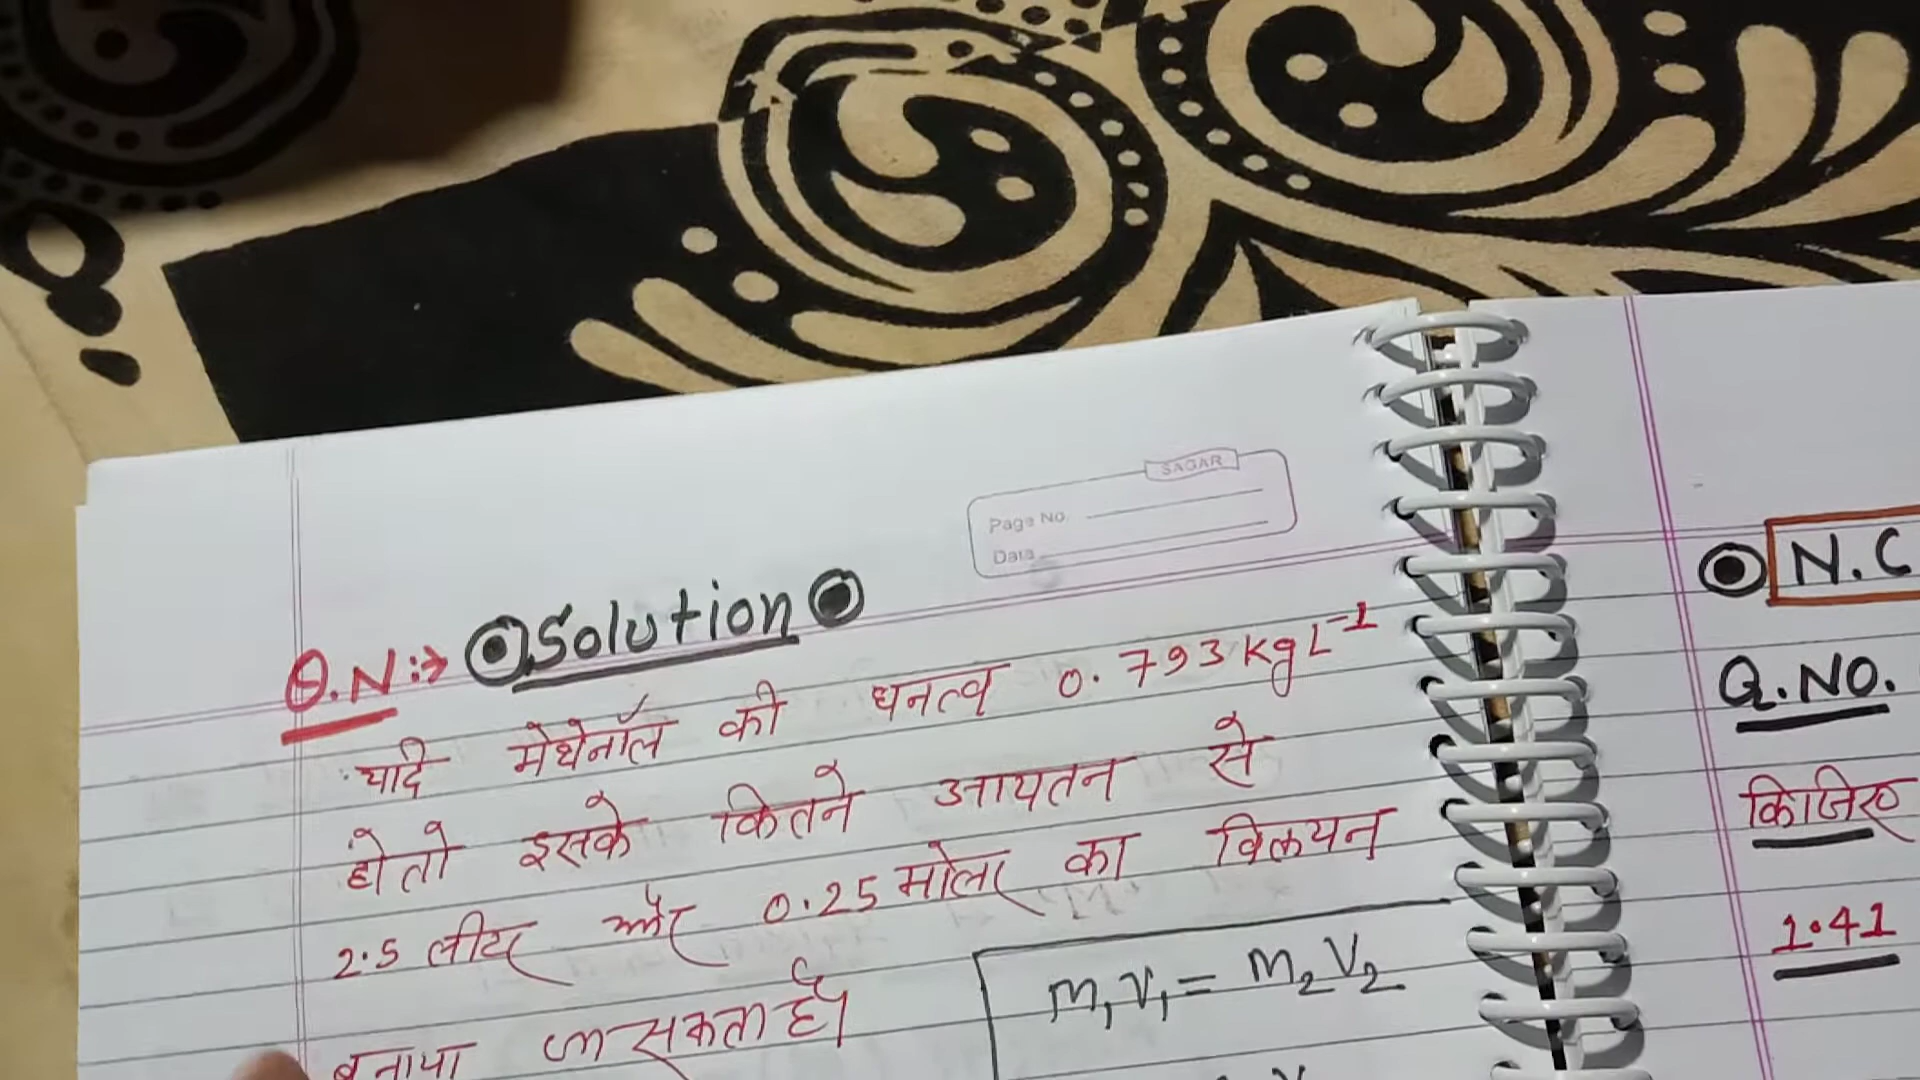 SAGAR
Page No.
Data
Q.N:→ Solution
यदि मेथेनॉल की घनत्व 0.793 kg L⁻¹
हो तो इसके कितने आयतन से
2.5 लीटर और 0.25 मोलर का विलयन
बनाया जा सकता है।
m₁V₁ = M₂V₂
N.C
Q.NO.
किजिए
1.41